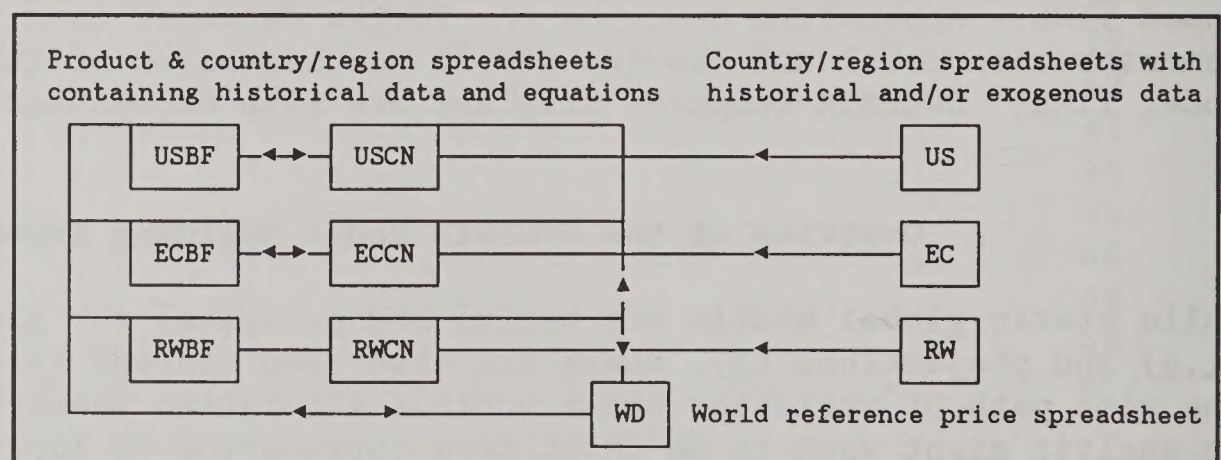 Product & country/region spreadsheets
containing historical data and equations
Country/region spreadsheets with
historical and/or exogenous data
USBF USCN US
ECBF ECCN EC
RWBF RWCN RW
WD World reference price spreadsheet